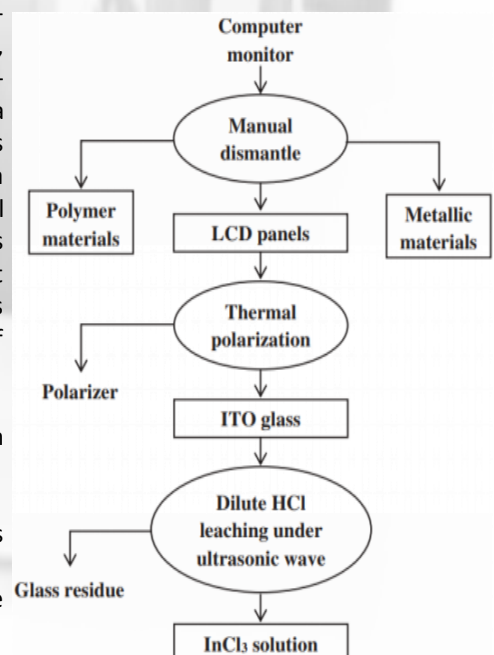 Computer
monitor
Manual
dismantle
Polymer
materials
LCD panels
Metallic
materials
Thermal
polarization
Polarizer
ITO glass
Dilute HCl
leaching under
ultrasonic wave
Glass residue
InCl₃ solution